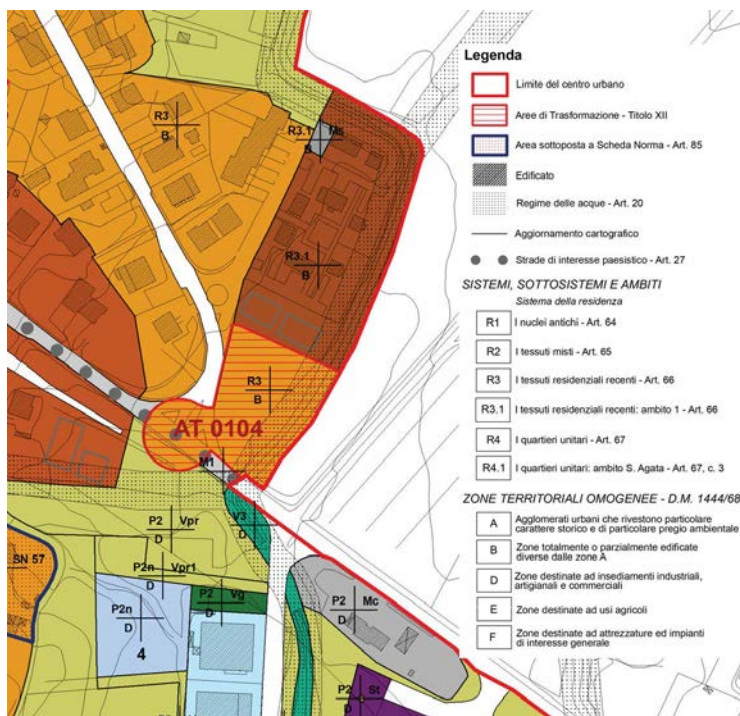 R3
B
R3.1
Ms
B
R3.1
B
R3
B
AT 0104
M1
P2
Vpr
D
V3
D
P2n
Vpr1
D
SN 57
P2n
D
4
P2
Vg
D
P2
Mc
D
P2
St
D
Legenda
Limite del centro urbano
Aree di Trasformazione - Titolo XII
Area sottoposta a Scheda Norma - Art. 85
Edificato
Regime delle acque - Art. 20
Aggiornamento cartografico
Strade di interesse paesistico - Art. 27
SISTEMI, SOTTOSISTEMI E AMBITI
Sistema della residenza
R1 I nuclei antichi - Art. 64
R2 I tessuti misti - Art. 65
R3 I tessuti residenziali recenti - Art. 66
R3.1 I tessuti residenziali recenti: ambito 1 - Art. 66
R4 I quartieri unitari - Art. 67
R4.1 I quartieri unitari: ambito S. Agata - Art. 67, c. 3
ZONE TERRITORIALI OMOGENEE - D.M. 1444/68
A Agglomerati urbani che rivestono particolare
carattere storico e di particolare pregio ambientale
B Zone totalmente o parzialmente edificate
diverse dalle zone A
D Zone destinate ad insediamenti industriali,
artigianali e commerciali
E Zone destinate ad usi agricoli
F Zone destinate ad attrezzature ed impianti
di interesse generale